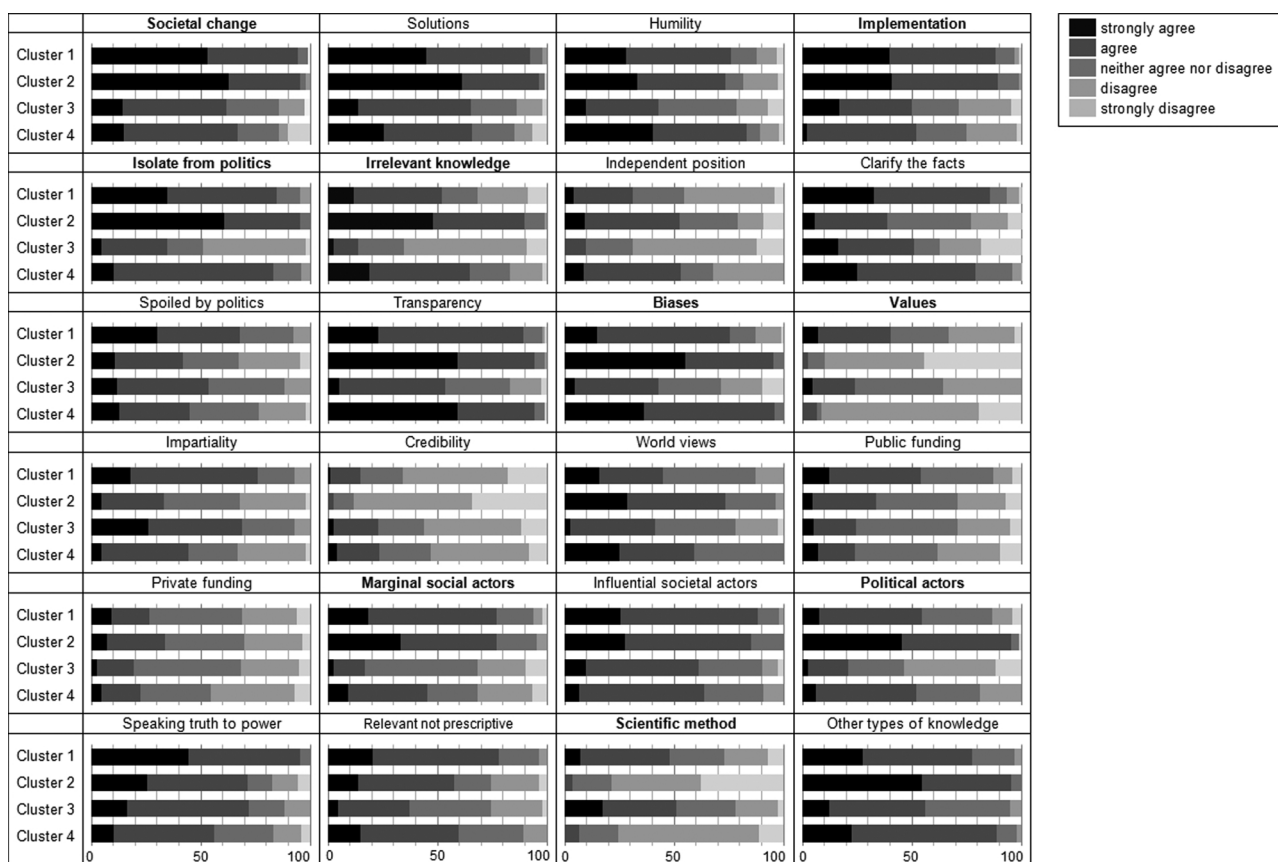 Societal change Solutions Humility Implementation
strongly agree
agree
neither agree nor disagree
disagree
strongly disagree
Cluster 1
Cluster 2
Cluster 3
Cluster 4
Isolate from politics Irrelevant knowledge Independent position Clarify the facts
Cluster 1
Cluster 2
Cluster 3
Cluster 4
Spoiled by politics Transparency Biases Values
Cluster 1
Cluster 2
Cluster 3
Cluster 4
Impartiality Credibility World views Public funding
Cluster 1
Cluster 2
Cluster 3
Cluster 4
Private funding Marginal social actors Influential societal actors Political actors
Cluster 1
Cluster 2
Cluster 3
Cluster 4
Speaking truth to power Relevant not prescriptive Scientific method Other types of knowledge
Cluster 1
Cluster 2
Cluster 3
Cluster 4
0 50 100 0 50 100 0 50 100 0 50 100